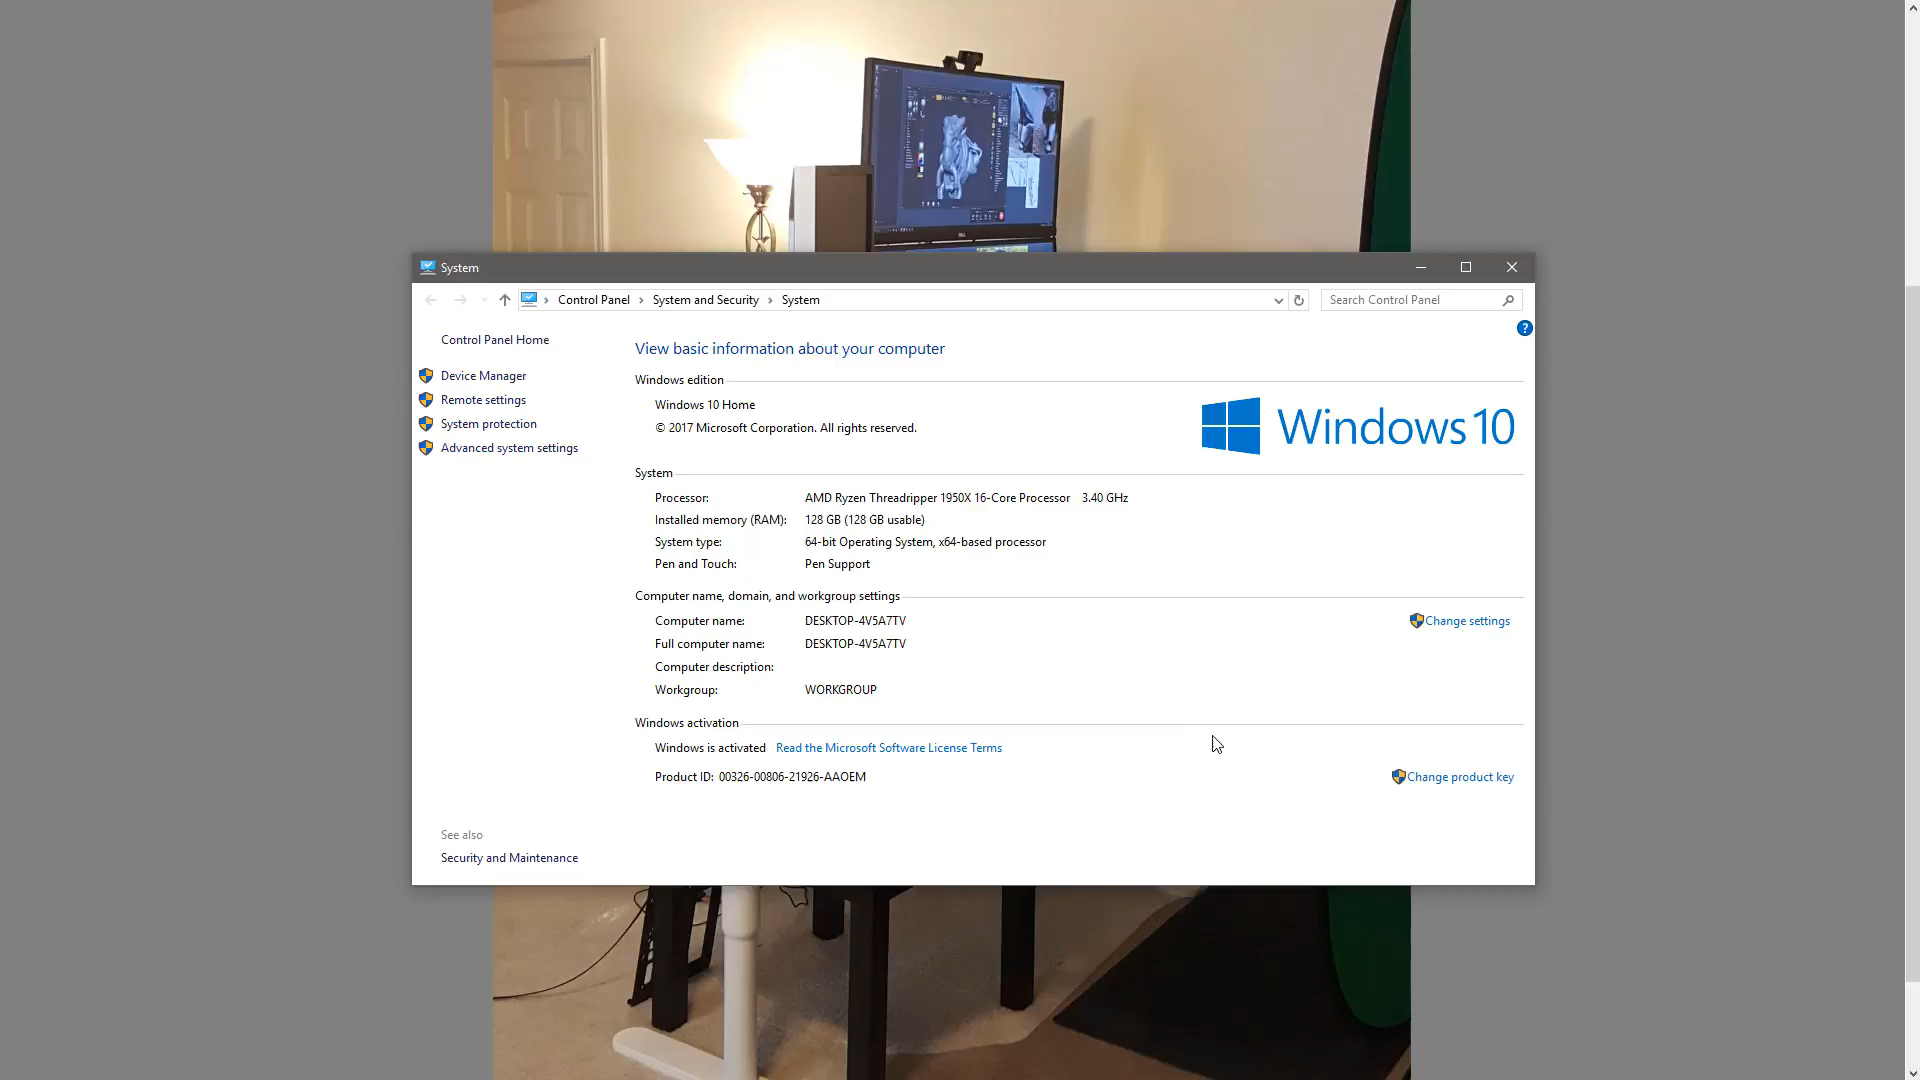 System
Control Panel > System and Security > System
Search Control Panel
?
Control Panel Home
Device Manager
Remote settings
System protection
Advanced system settings
View basic information about your computer
Windows edition
Windows 10 Home
© 2017 Microsoft Corporation. All rights reserved.
Windows 10
System
Processor: AMD Ryzen Threadripper 1950X 16-Core Processor 3.40 GHz
Installed memory (RAM): 128 GB (128 GB usable)
System type: 64-bit Operating System, x64-based processor
Pen and Touch: Pen Support
Computer name, domain, and workgroup settings
Computer name: DESKTOP-4V5A7TV
Change settings
Full computer name: DESKTOP-4V5A7TV
Computer description:
Workgroup: WORKGROUP
Windows activation
Windows is activated Read the Microsoft Software License Terms
Product ID: 00326-00806-21926-AAOEM
Change product key
See also
Security and Maintenance